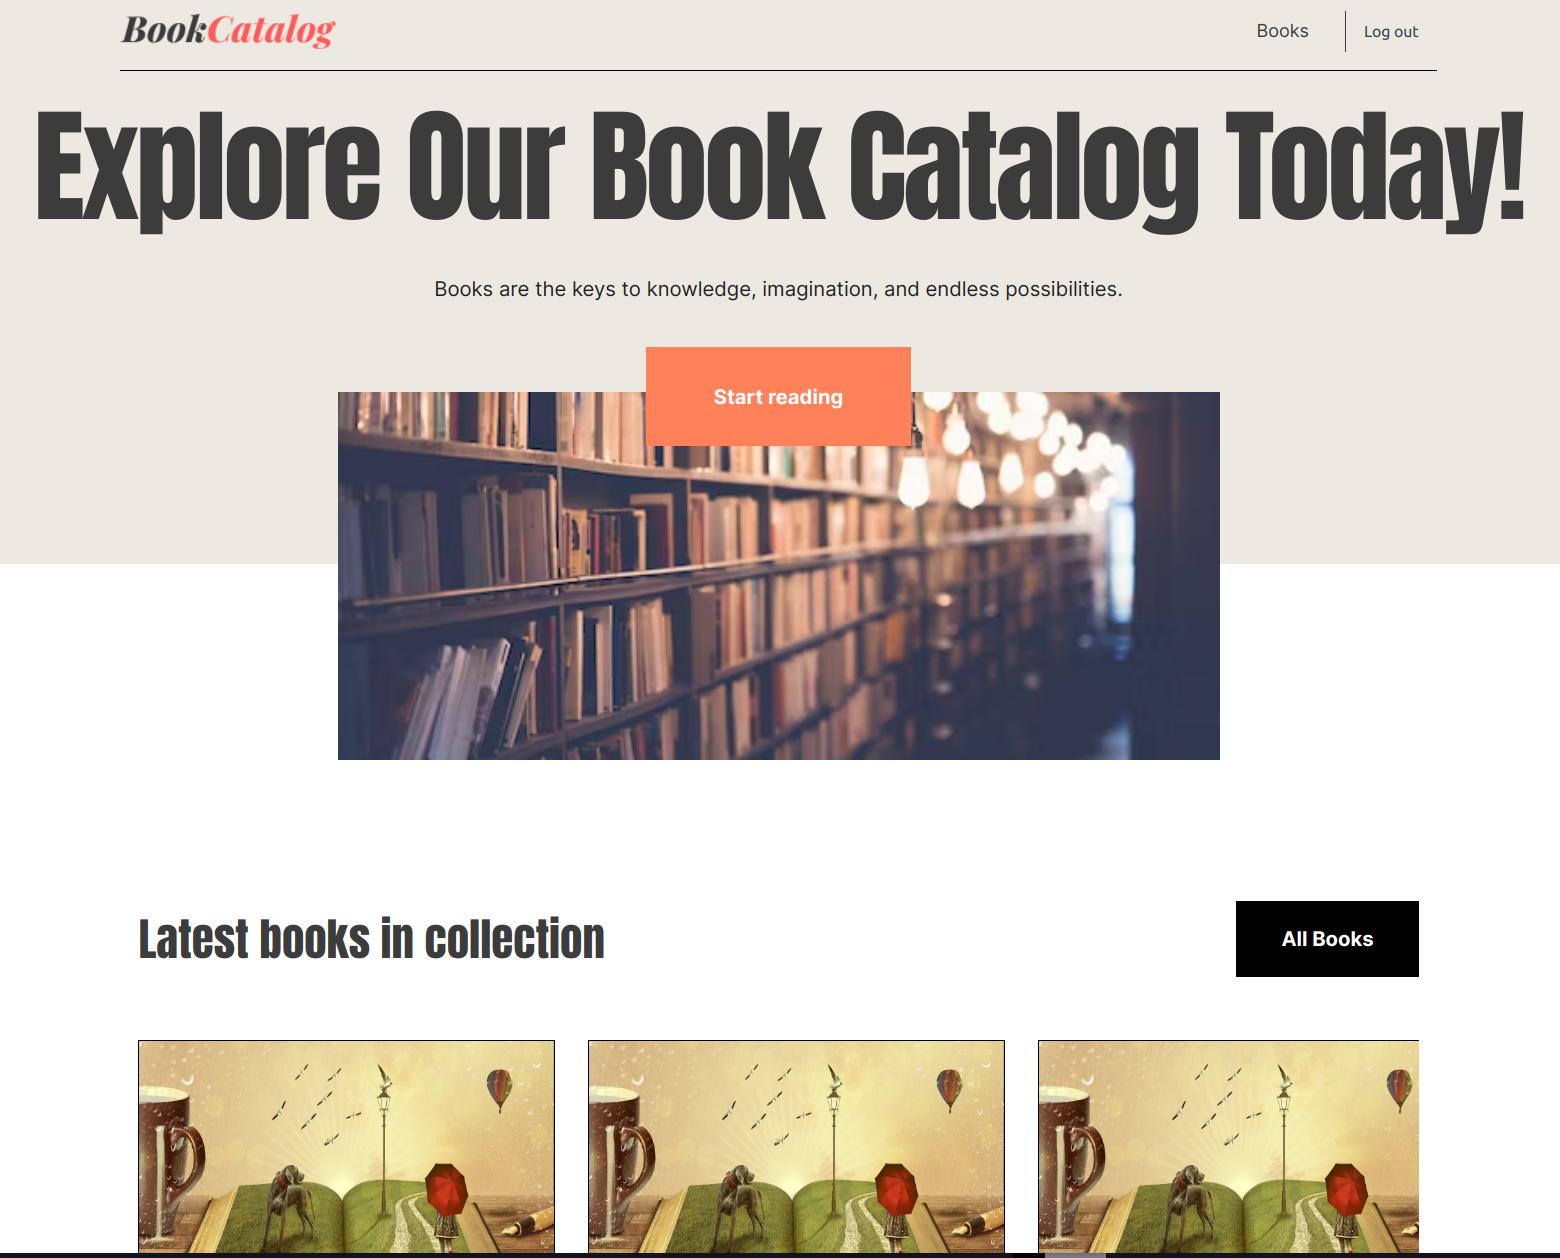 BookCatalog
Books
Log out
Explore Our Book Catalog Today!
Books are the keys to knowledge, imagination, and endless possibilities.
Start reading
Latest books in collection
All Books